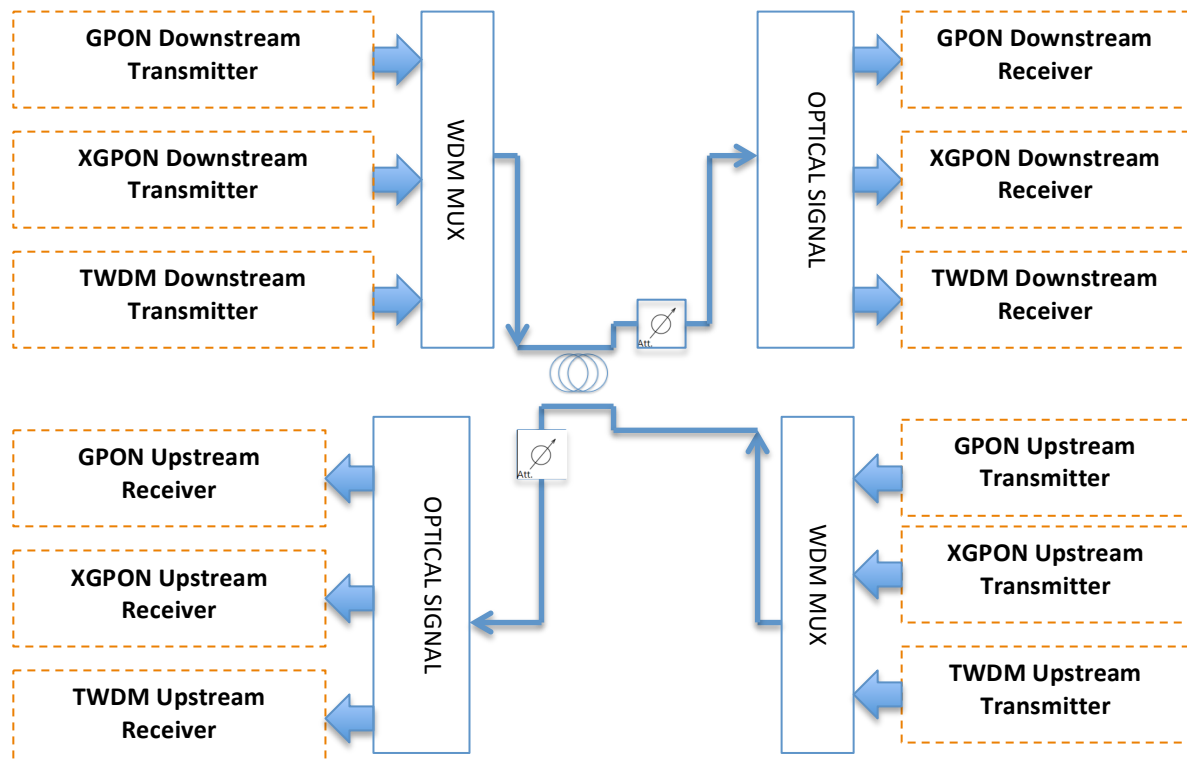 GPON Downstream
Transmitter
XGPON Downstream
Transmitter
TWDM Downstream
Transmitter
WDM MUX
Att.
OPTICAL SIGNAL
GPON Downstream
Receiver
XGPON Downstream
Receiver
TWDM Downstream
Receiver
GPON Upstream
Receiver
XGPON Upstream
Receiver
TWDM Upstream
Receiver
OPTICAL SIGNAL
Att.
WDM MUX
GPON Upstream
Transmitter
XGPON Upstream
Transmitter
TWDM Upstream
Transmitter